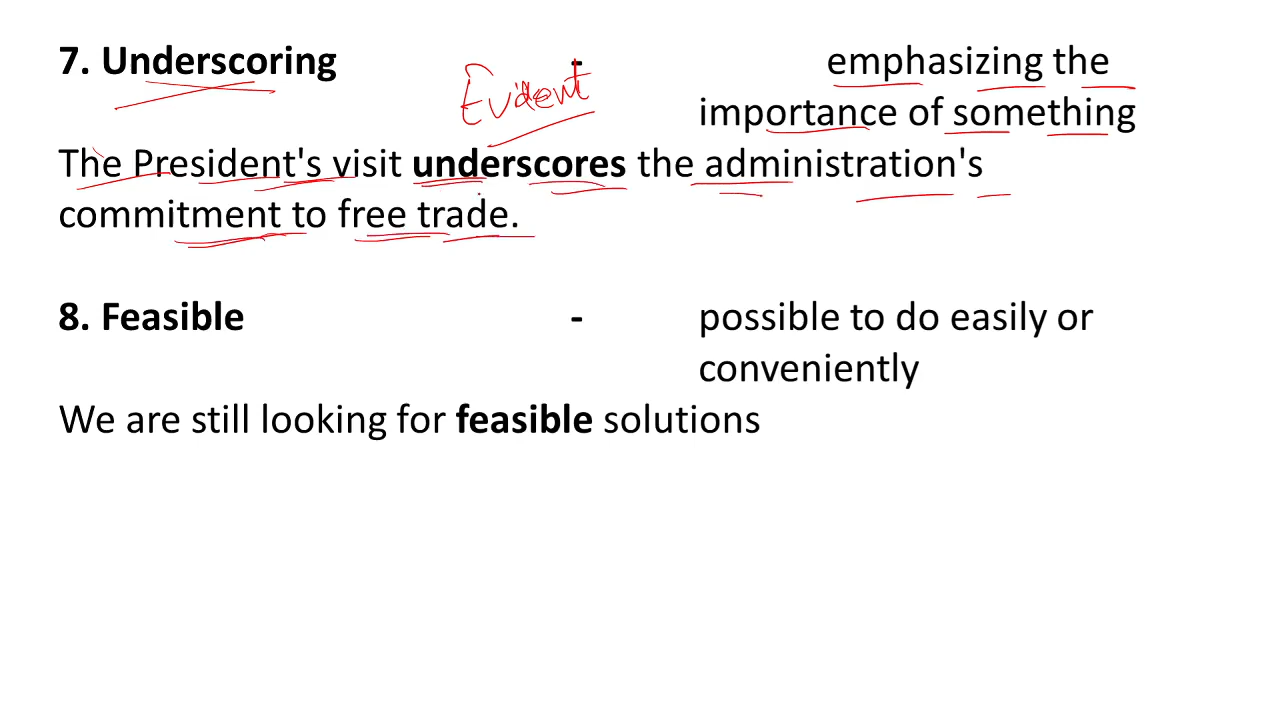 7. Underscoring - emphasizing the
Evident
importance of something
The President's visit underscores the administration's
commitment to free trade.
8. Feasible - possible to do easily or
conveniently
We are still looking for feasible solutions